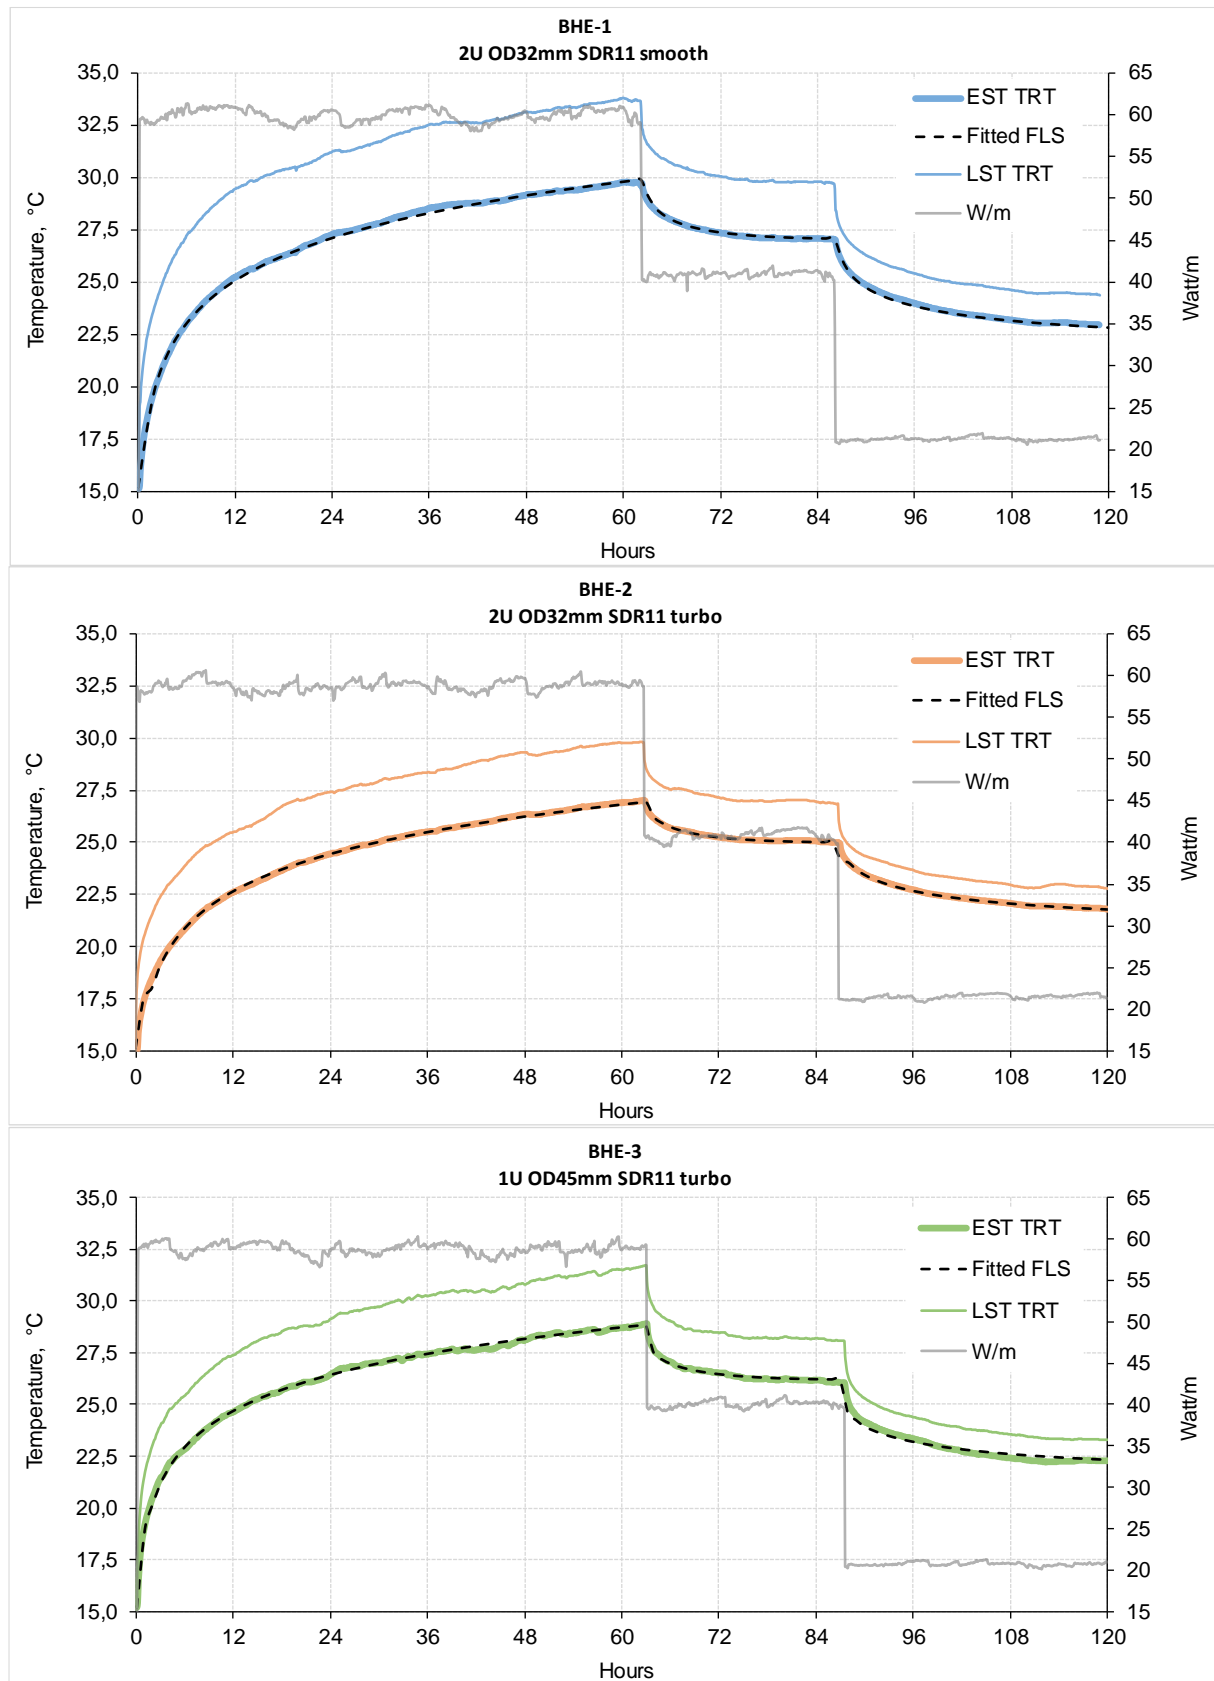 BHE-1
2U OD32mm SDR11 smooth
35,0
32,5
30,0
27,5
25,0
22,5
20,0
17,5
15,0
Temperature, °C
65
60
55
50
45
40
35
30
25
20
15
Watt/m
EST TRT
Fitted FLS
LST TRT
W/m
0 12 24 36 48 60 72 84 96 108 120
Hours
BHE-2
2U OD32mm SDR11 turbo
35,0
32,5
30,0
27,5
25,0
22,5
20,0
17,5
15,0
Temperature, °C
65
60
55
50
45
40
35
30
25
20
15
Watt/m
EST TRT
Fitted FLS
LST TRT
W/m
0 12 24 36 48 60 72 84 96 108 120
Hours
BHE-3
1U OD45mm SDR11 turbo
35,0
32,5
30,0
27,5
25,0
22,5
20,0
17,5
15,0
Temperature, °C
65
60
55
50
45
40
35
30
25
20
15
Watt/m
EST TRT
Fitted FLS
LST TRT
W/m
0 12 24 36 48 60 72 84 96 108 120
Hours